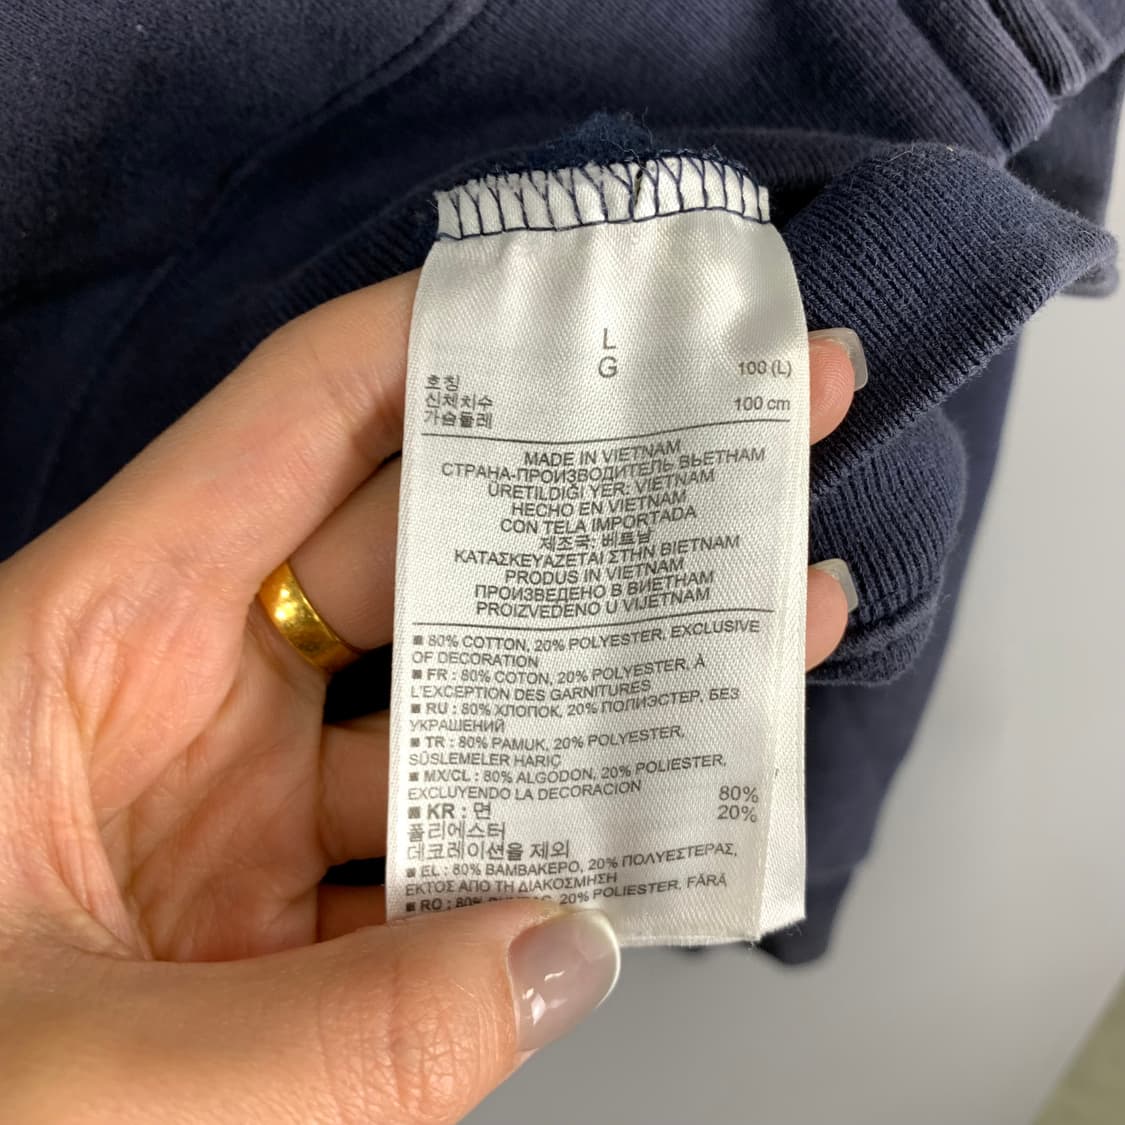 L
G
호칭 100 (L)
신체치수
가슴둘레 100 cm
MADE IN VIETNAM
СТРАНА-ПРОИЗВОДИТЕЛЬ ВЬЕТНАМ
ÜRETILDIĞI YER: VIETNAM
HECHO EN VIETNAM
CON TELA IMPORTADA
제조국: 베트남
ΚΑΤΑΣΚΕΥΑΖΕΤΑΙ ΣΤΗΝ ΒΙΕΤΝΑΜ
PRODUS IN VIETNAM
ПРОИЗВЕДЕНО В ВИЕТНАМ
PROIZVEDENO U VIJETNAM
■ 80% COTTON, 20% POLYESTER, EXCLUSIVE
OF DECORATION
■ FR : 80% COTON, 20% POLYESTER, À
L'EXCEPTION DES GARNITURES
■ RU : 80% ХЛОПОК, 20% ПОЛИЭСТЕР, БЕЗ
УКРАШЕНИЙ
■ TR : 80% PAMUK, 20% POLYESTER,
SÜSLEMELER HARIÇ
■ MX/CL : 80% ALGODON, 20% POLIESTER,
EXCLUYENDO LA DECORACION
■ KR : 면 80%
폴리에스터 20%
데코레이션을 제외
■ EL : 80% ΒΑΜΒΑΚΕΡΟ, 20% ΠΟΛΥΕΣΤΕΡΑΣ,
ΕΚΤΟΣ ΑΠΟ ΤΗ ΔΙΑΚΟΣΜΗΣΗ
■ RO : 80% 20% POLIESTER, FĂRĂ